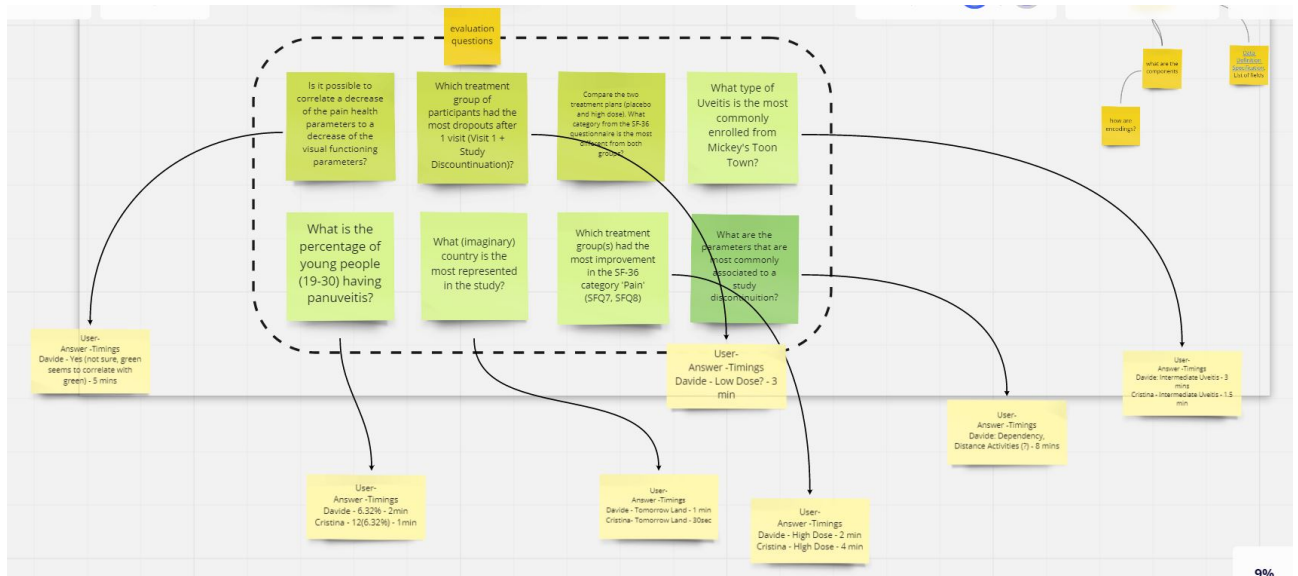 evaluation
questions
Is it possible to
correlate a decrease
of the pain health
parameters to a
decrease of the
visual functioning
parameters?
Which treatment
group of
participants had the
most dropouts after
1 visit (Visit 1 +
Study
Discountinuation)?
Compare the two
treatment plans (placebo
and high dose). What
category from the SF-36
questionnaire is the most
different from both
groups?
What type of
Uveitis is the most
commonly
enrolled from
Mickey's Toon
Town?
what are the
components
Data
Definition
Specification,
List of fields
how are
encodings?
What is the
percentage of
young people
(19-30) having
panuveitis?
What (imaginary)
country is the
most represented
in the study?
Which treatment
group(s) had the
most improvement
in the SF-36
category 'Pain'
(SFQ7, SFQ8)
What are the
parameters that are
most commonly
associated to a
study
discontinuition?
User-
Answer -Timings
Davide - Yes (not sure, green
seems to correlate with
green) - 5 mins
User-
Answer -Timings
Davide - Low Dose? - 3
min
User-
Answer -Timings
Davide: Intermediate Uveitis - 3
mins
Cristina - Intermediate Uveitis - 1.5
min
User-
Answer -Timings
Davide: Dependency,
Distance Activities (?) - 8 mins
User-
Answer -Timings
Davide - 6.32% - 2min
Cristina - 12(6.32%) - 1min
User-
Answer -Timings
Davide - Tomorrow Land - 1 min
Cristina- Tomorrow Land - 30sec
User-
Answer -Timings
Davide - High Dose - 2 min
Cristina - High Dose - 4 min
9%